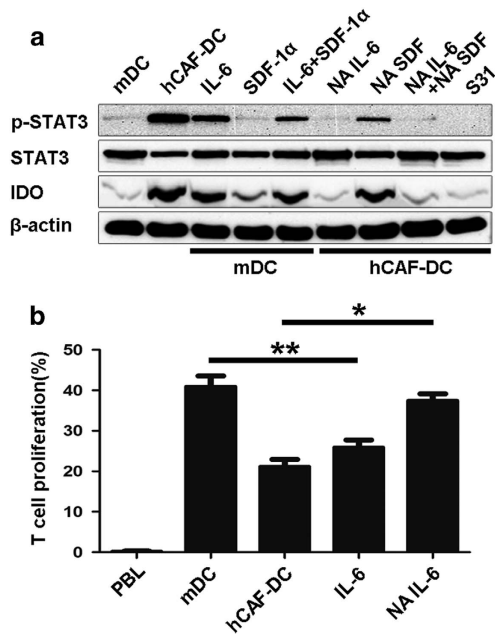 a
mDC
hCAF-DC
IL-6
SDF-1α
IL-6+SDF-1α
NA IL-6
NA SDF
NA IL-6
+NA SDF
S31
p-STAT3
STAT3
IDO
β-actin
mDC
hCAF-DC
b
*
**
T cell proliferation(%)
50
40
30
20
10
0
PBL
mDC
hCAF-DC
IL-6
NA IL-6